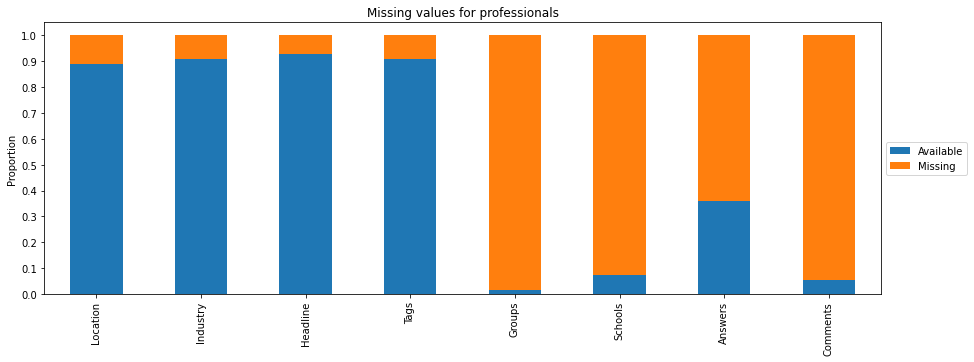 Missing values for professionals
Proportion
1.0
0.9
0.8
0.7
0.6
0.5
0.4
0.3
0.2
0.1
0.0
Location
Industry
Headline
Tags
Groups
Schools
Answers
Comments
Available
Missing